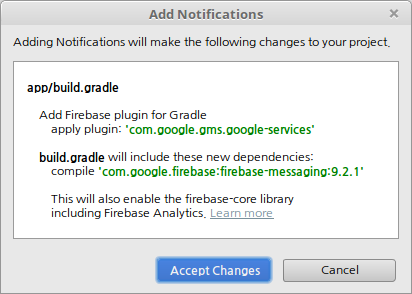 Add Notifications
Adding Notifications will make the following changes to your project.
app/build.gradle
Add Firebase plugin for Gradle
apply plugin: 'com.google.gms.google-services'
build.gradle will include these new dependencies:
compile 'com.google.firebase:firebase-messaging:9.2.1'
This will also enable the firebase-core library
including Firebase Analytics. Learn more
Accept Changes
Cancel